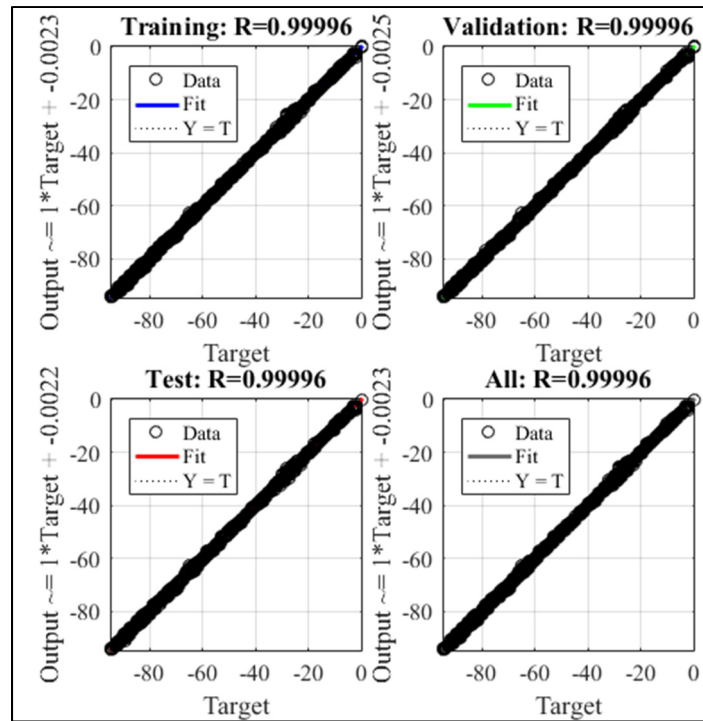 Training: R=0.99996
Output ~= 1*Target + -0.0023
0
-20
-40
-60
-80
Data
Fit
Y = T
-80 -60 -40 -20 0
Target
Validation: R=0.99996
Output ~= 1*Target + -0.0025
0
-20
-40
-60
-80
Data
Fit
Y = T
-80 -60 -40 -20 0
Target
Test: R=0.99996
Output ~= 1*Target + -0.0022
0
-20
-40
-60
-80
Data
Fit
Y = T
-80 -60 -40 -20 0
Target
All: R=0.99996
Output ~= 1*Target + -0.0023
0
-20
-40
-60
-80
Data
Fit
Y = T
-80 -60 -40 -20 0
Target